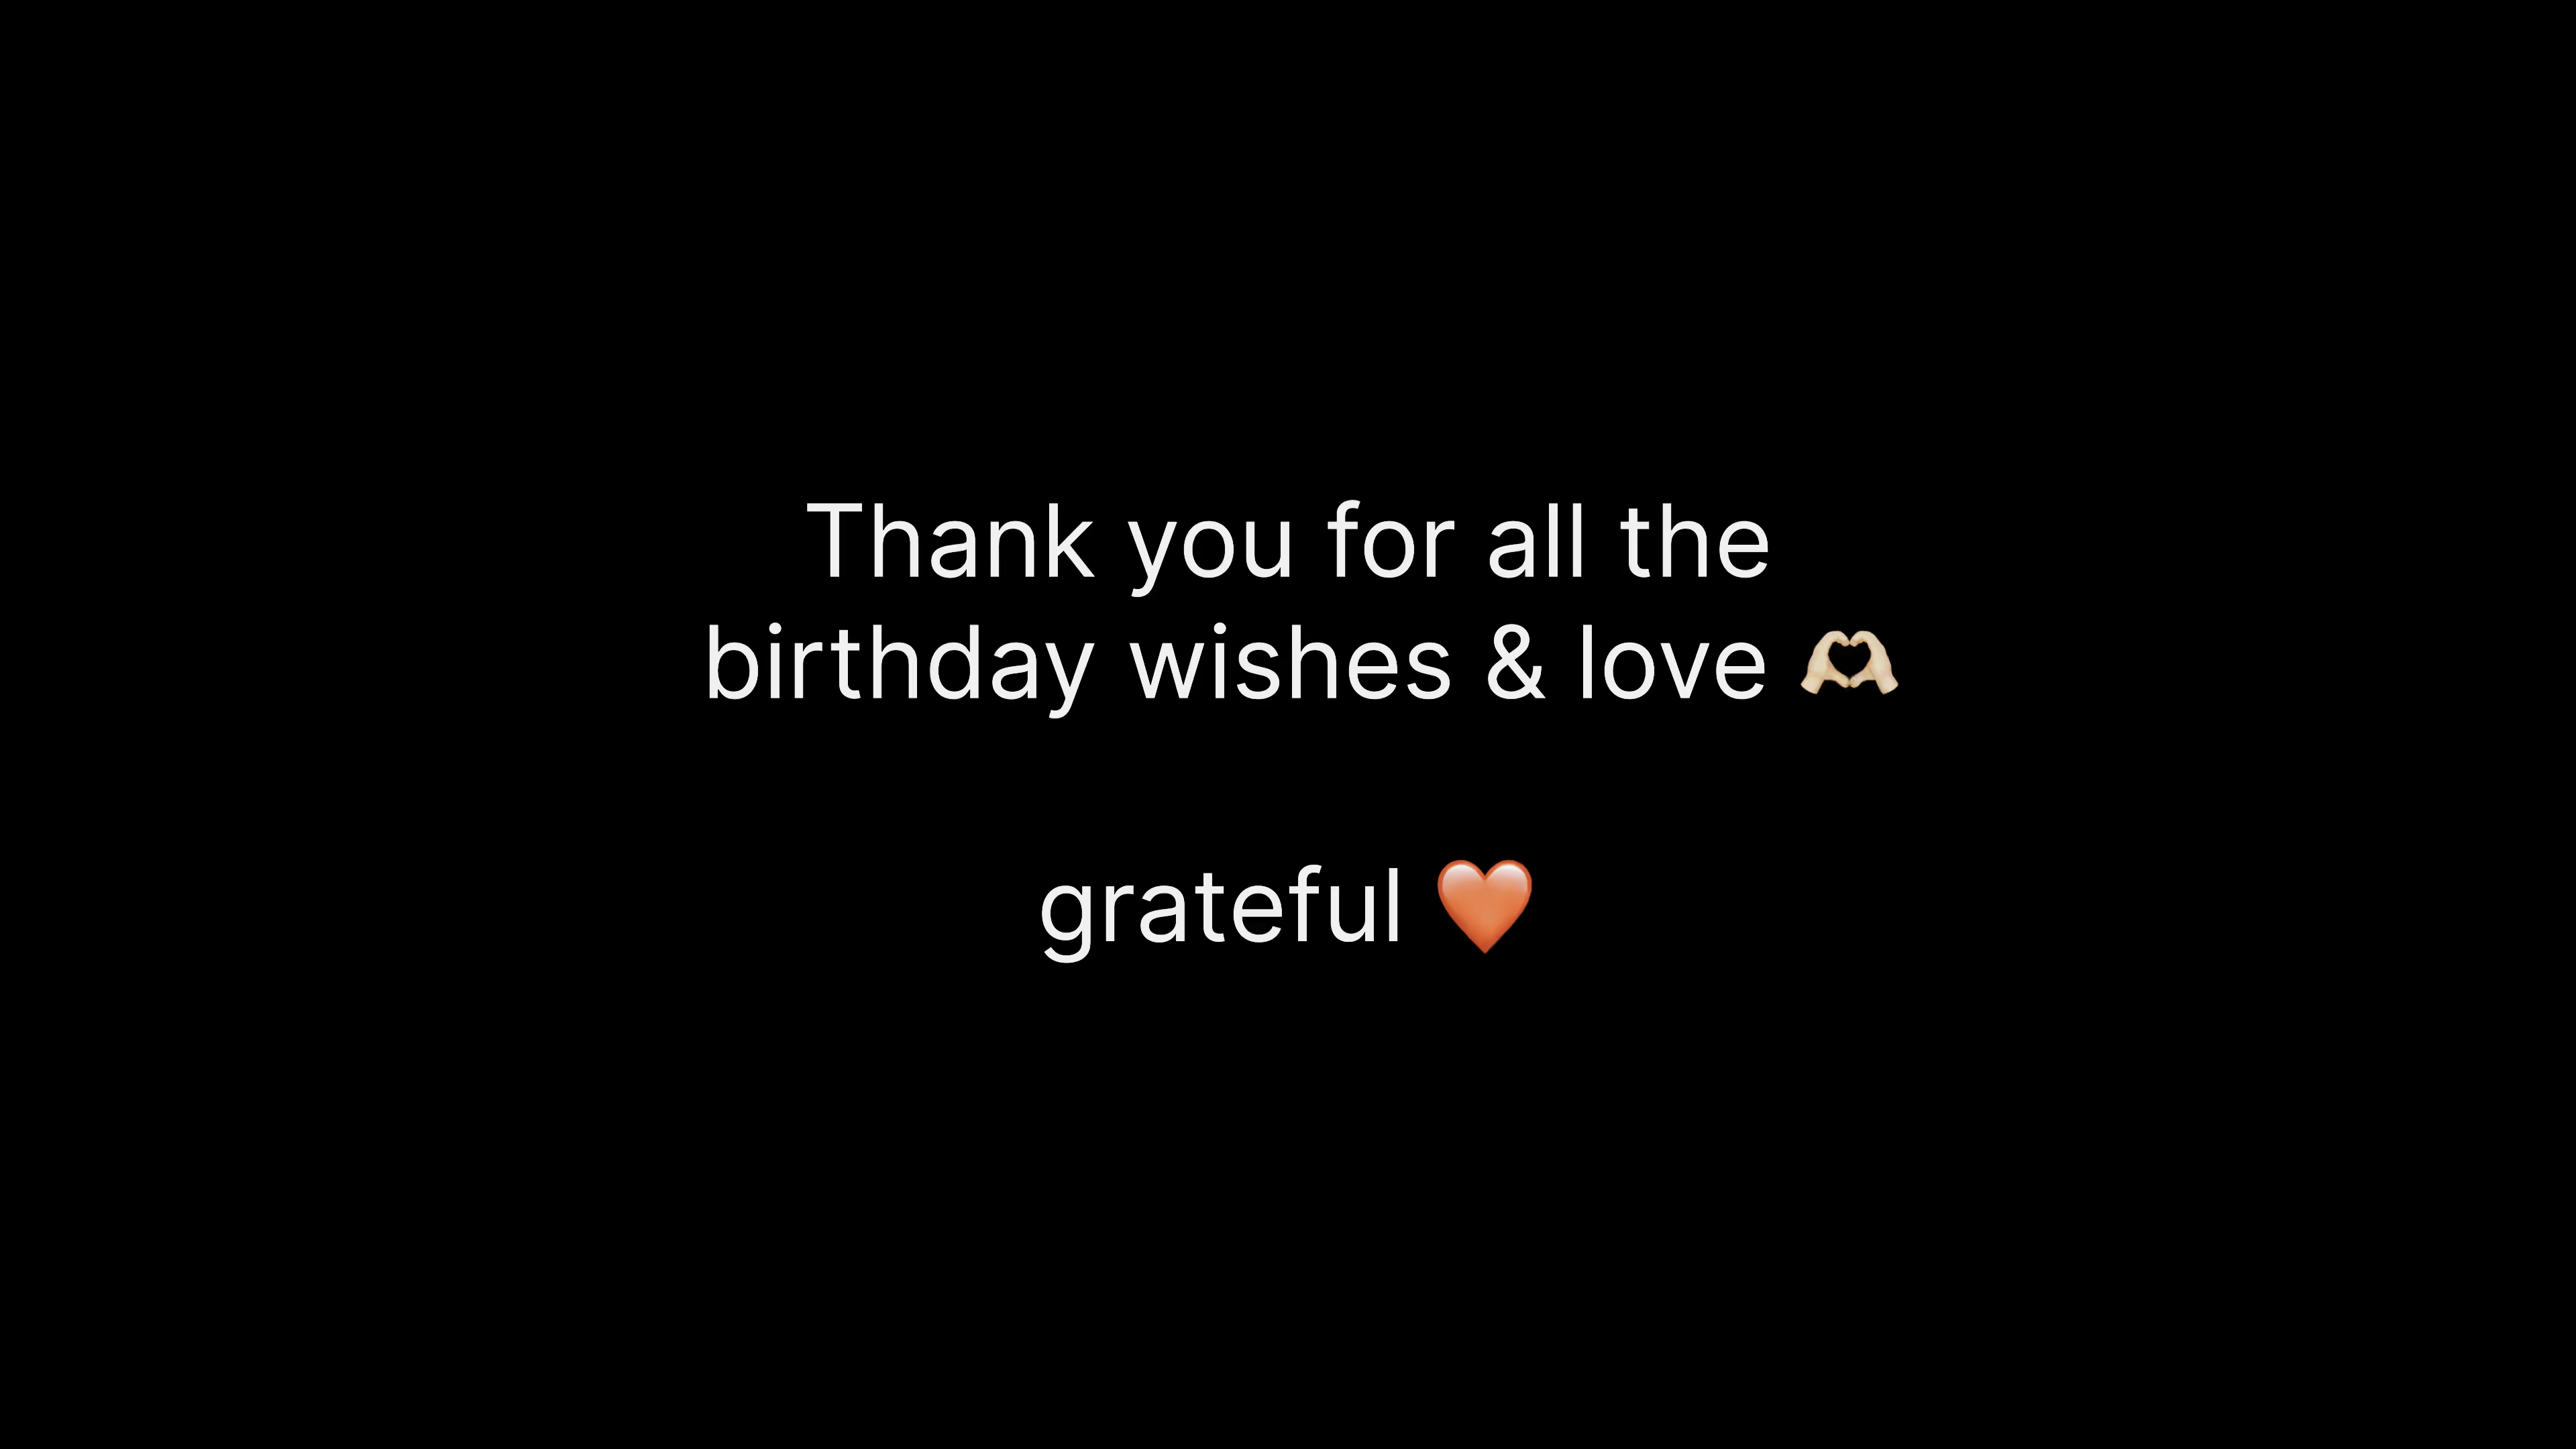 Thank you for all the
birthday wishes & love 🫶🏼
grateful ❤️